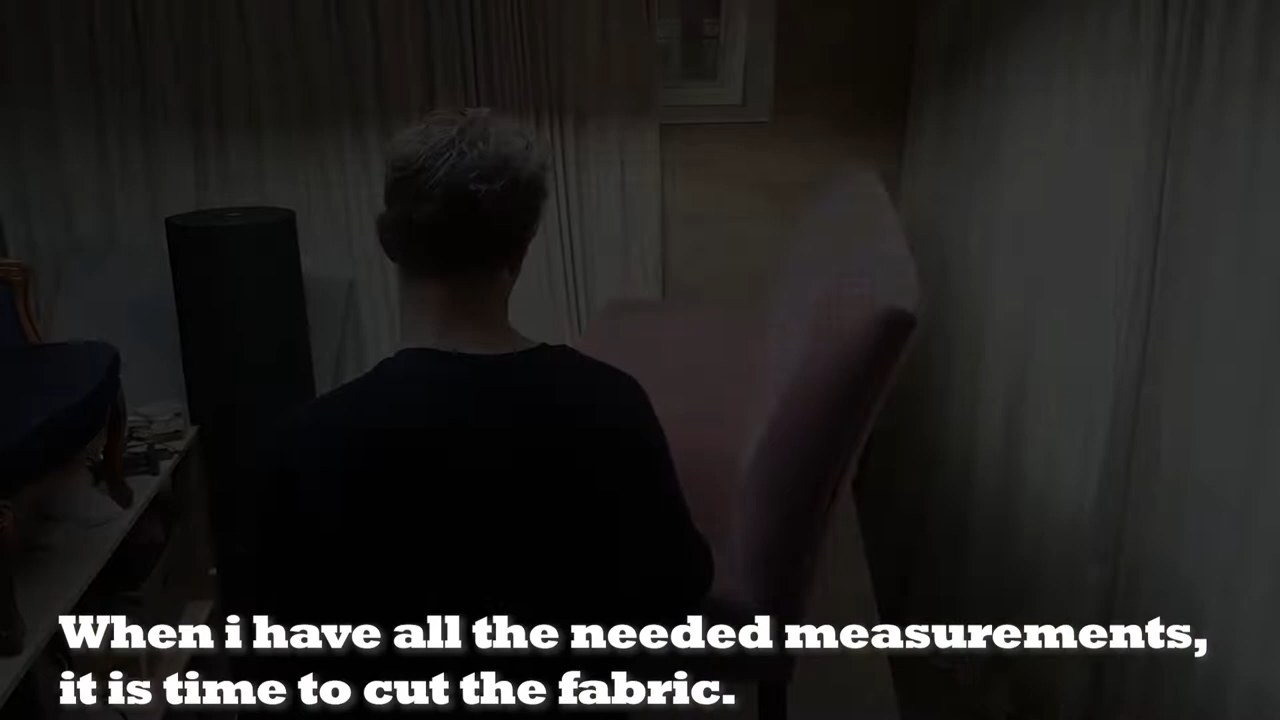 When i have all the needed measurements,
it is time to cut the fabric.